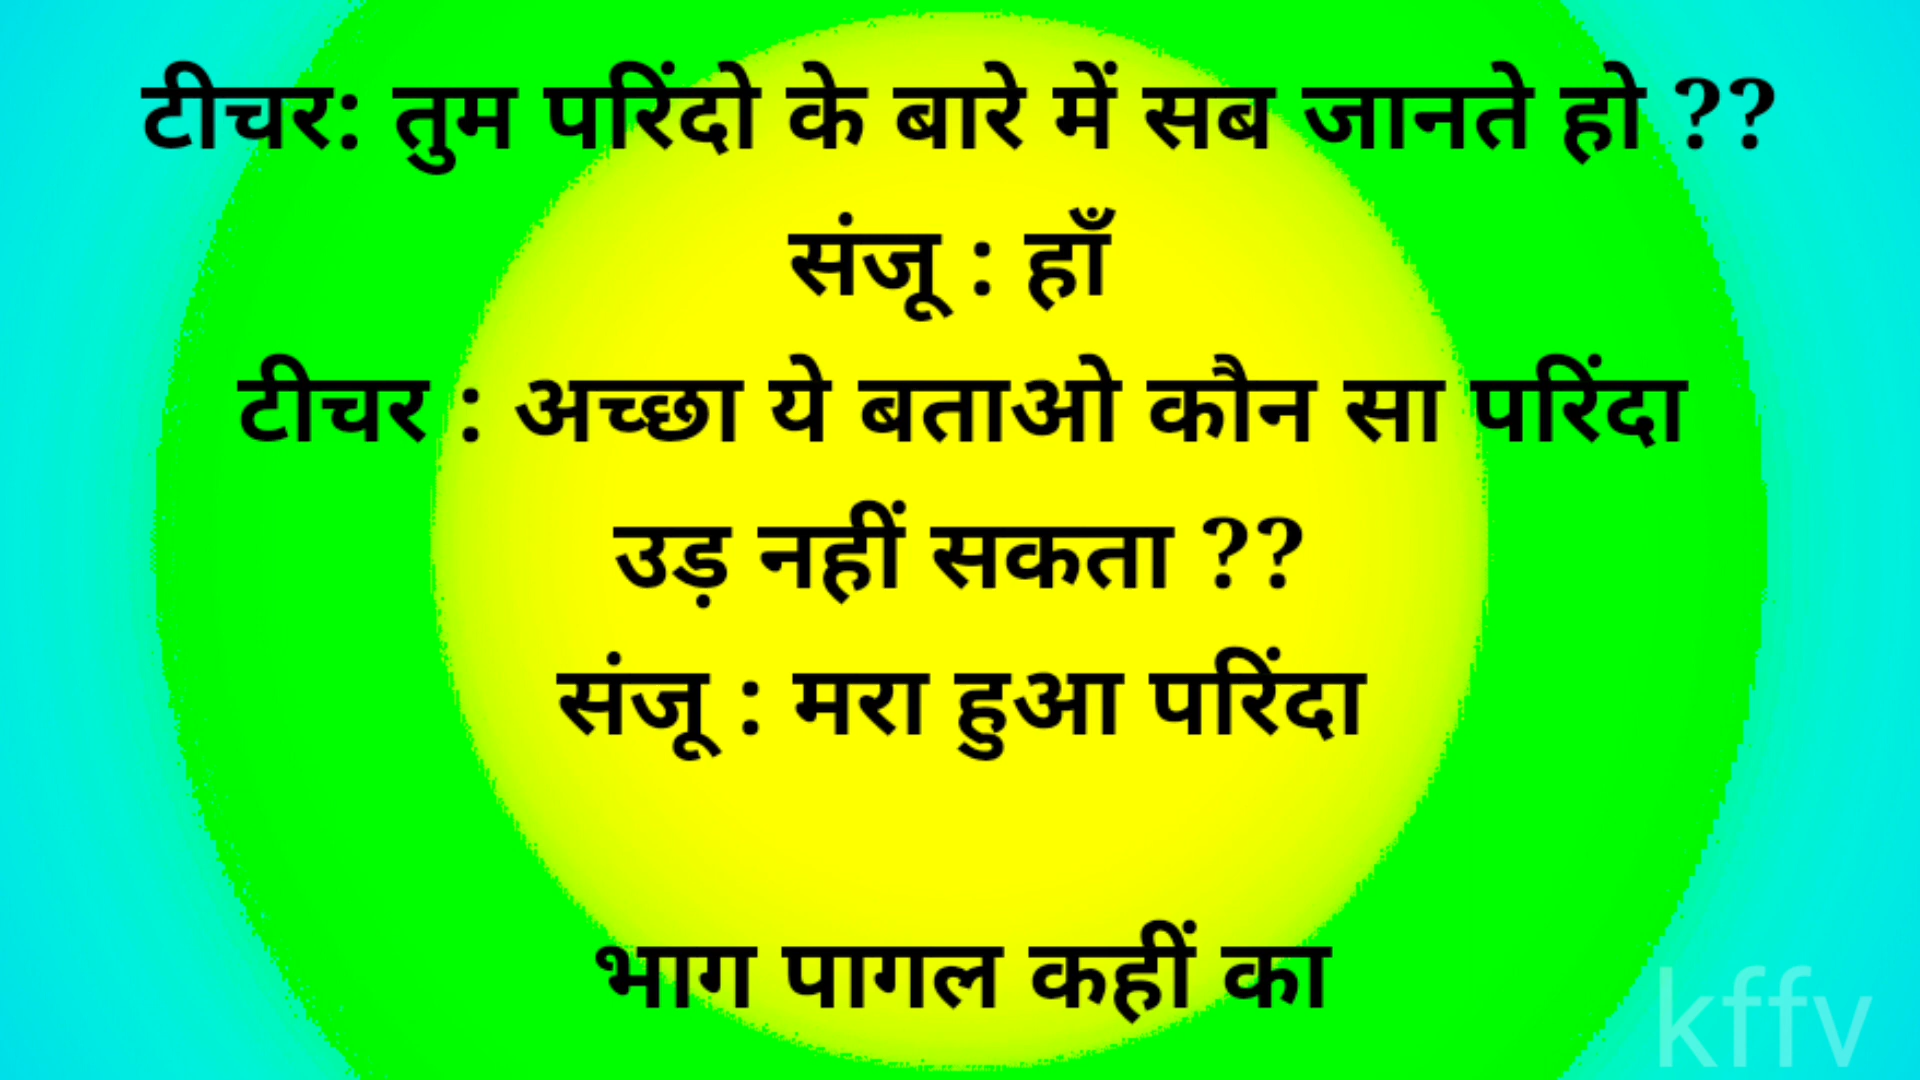 टीचर: तुम परिंदो के बारे में सब जानते हो ??
संजू : हाँ
टीचर : अच्छा ये बताओ कौन सा परिंदा
उड़ नहीं सकता ??
संजू : मरा हुआ परिंदा
भाग पागल कहीं का
kffv